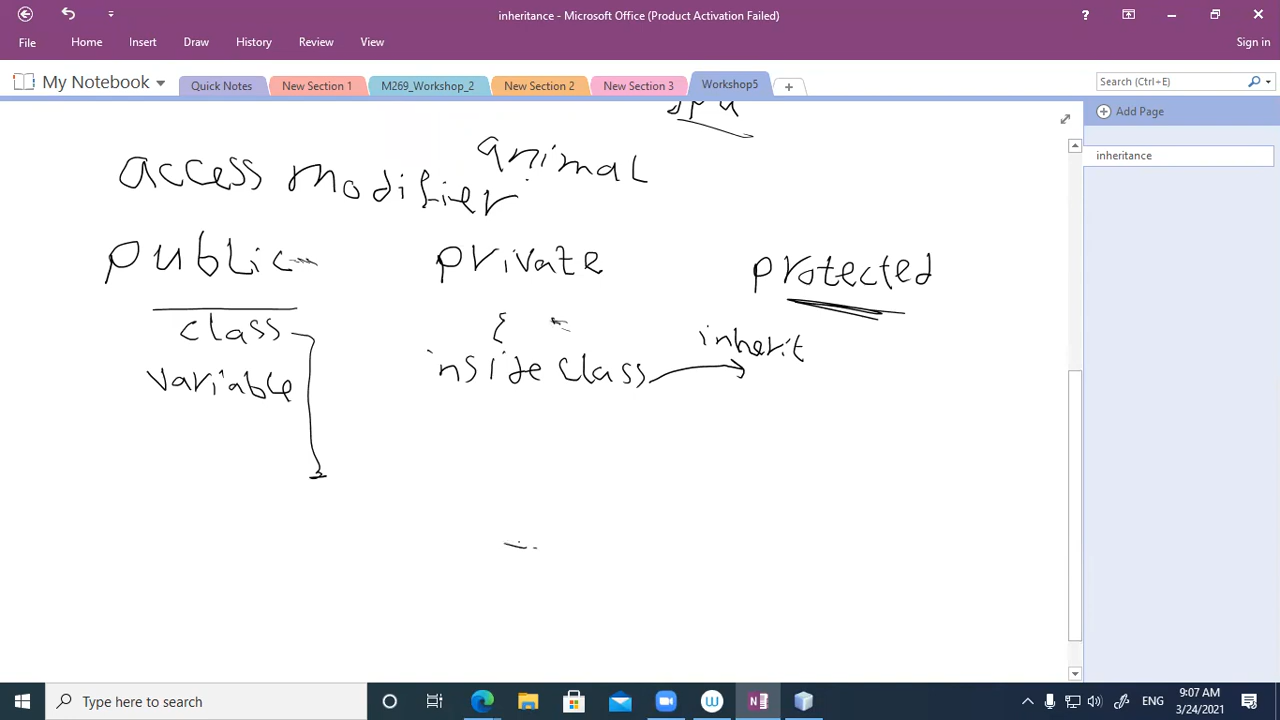 inheritance - Microsoft Office (Product Activation Failed)
File Home Insert Draw History Review View Sign in
My Notebook Quick Notes New Section 1 M269_Workshop_2 New Section 2 New Section 3 Workshop5 Search (Ctrl+E)
Add Page
inheritance
animal
access modifier
public private protected
class
inherit
variable inside class
Type here to search
ENG
9:07 AM
3/24/2021